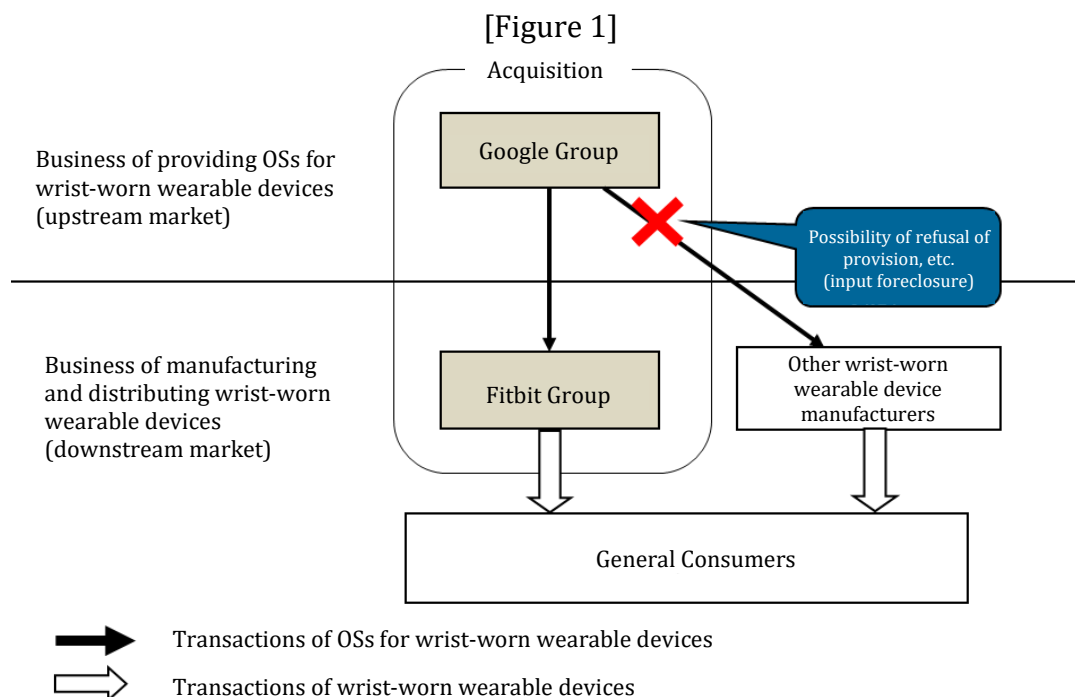 [Figure 1]
Acquisition
Google Group
Business of providing OSs for
wrist-worn wearable devices
(upstream market)
Possibility of refusal of
provision, etc.
(input foreclosure)
Business of manufacturing
and distributing wrist-worn
wearable devices
(downstream market)
Fitbit Group
Other wrist-worn
wearable device
manufacturers
General Consumers
Transactions of OSs for wrist-worn wearable devices
Transactions of wrist-worn wearable devices